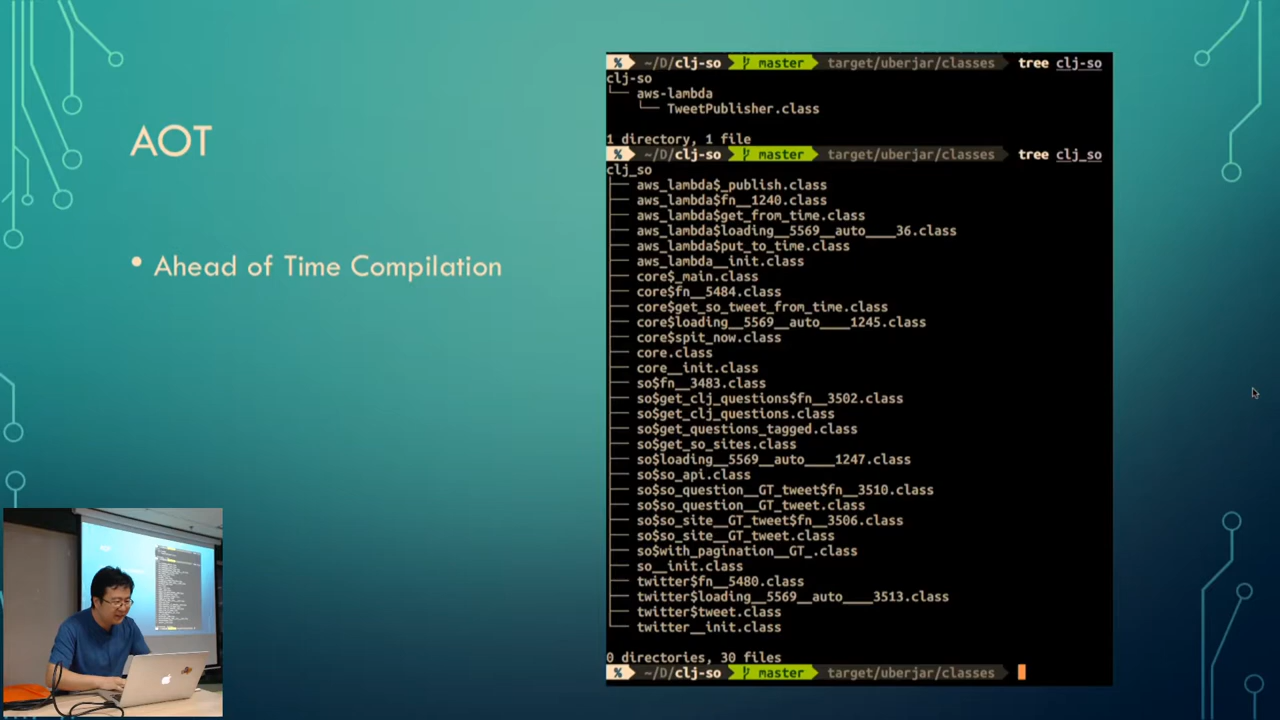 AOT
• Ahead of Time Compilation
% ~/D/clj-so master target/uberjar/classes tree clj-so
clj-so
└── aws-lambda
└── TweetPublisher.class
1 directory, 1 file
% ~/D/clj-so master target/uberjar/classes tree clj_so
clj_so
├── aws_lambda$_publish.class
├── aws_lambda$fn__1240.class
├── aws_lambda$get_from_time.class
├── aws_lambda$loading__5569__auto____36.class
├── aws_lambda$put_to_time.class
├── aws_lambda__init.class
├── core$_main.class
├── core$fn__5484.class
├── core$get_so_tweet_from_time.class
├── core$loading__5569__auto____1245.class
├── core$spit_now.class
├── core.class
├── core__init.class
├── so$fn__3483.class
├── so$get_clj_questions$fn__3502.class
├── so$get_clj_questions.class
├── so$get_questions_tagged.class
├── so$get_so_sites.class
├── so$loading__5569__auto____1247.class
├── so$so_api.class
├── so$so_question__GT_tweet$fn__3510.class
├── so$so_question__GT_tweet.class
├── so$so_site__GT_tweet$fn__3506.class
├── so$so_site__GT_tweet.class
├── so$with_pagination__GT_.class
├── so__init.class
├── twitter$fn__5480.class
├── twitter$loading__5569__auto____3513.class
├── twitter$tweet.class
└── twitter__init.class
0 directories, 30 files
% ~/D/clj-so master target/uberjar/classes